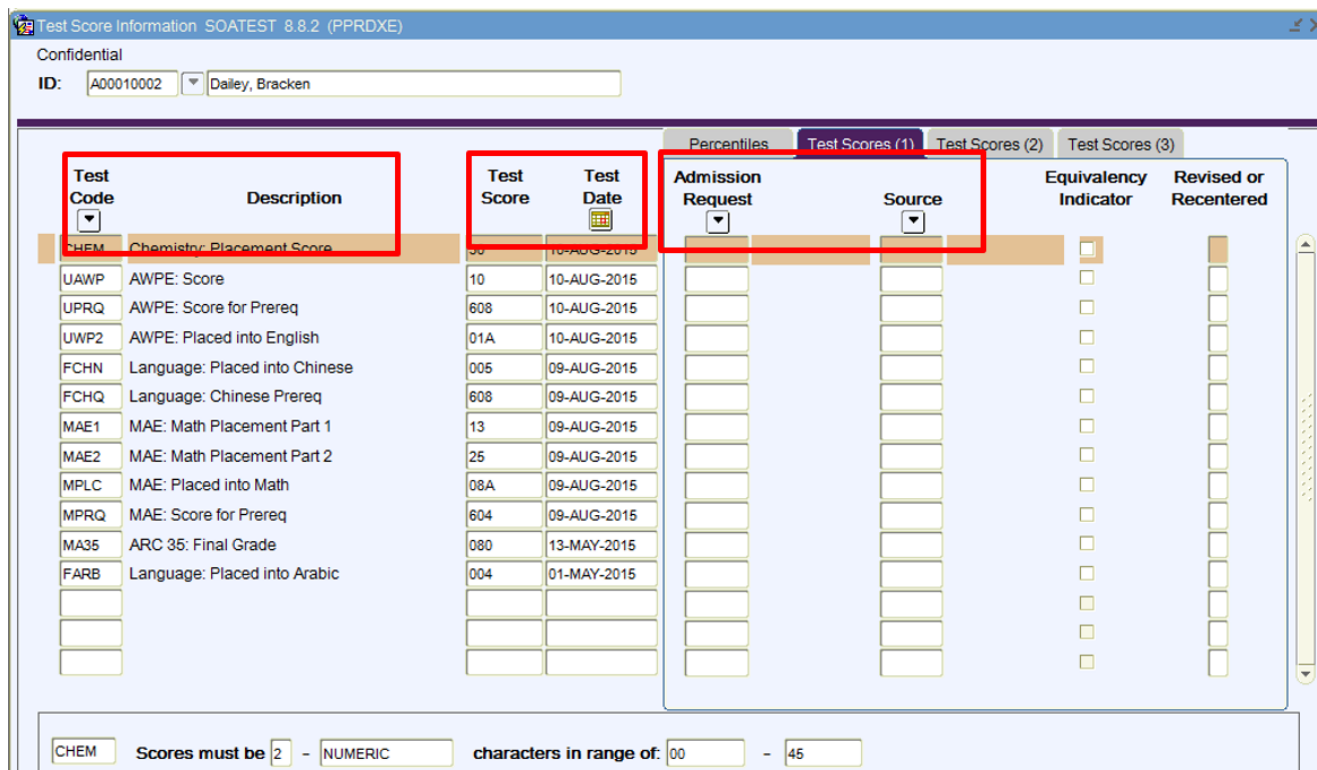 Test Score Information SOATEST 8.8.2 (PPRDXE)
Confidential
ID: A00010002 Dailey, Bracken
Percentiles Test Scores (1) Test Scores (2) Test Scores (3)
Test Code Description Test Score Test Date Admission Request Source Equivalency Indicator Revised or Recentered
CHEM Chemistry: Placement Score 10-AUG-2015
UAWP AWPE: Score 10 10-AUG-2015
UPRQ AWPE: Score for Prereq 608 10-AUG-2015
UWP2 AWPE: Placed into English 01A 10-AUG-2015
FCHN Language: Placed into Chinese 005 09-AUG-2015
FCHQ Language: Chinese Prereq 608 09-AUG-2015
MAE1 MAE: Math Placement Part 1 13 09-AUG-2015
MAE2 MAE: Math Placement Part 2 25 09-AUG-2015
MPLC MAE: Placed into Math 08A 09-AUG-2015
MPRQ MAE: Score for Prereq 604 09-AUG-2015
MA35 ARC 35: Final Grade 080 13-MAY-2015
FARB Language: Placed into Arabic 004 01-MAY-2015
CHEM Scores must be 2 - NUMERIC characters in range of: 00 - 45